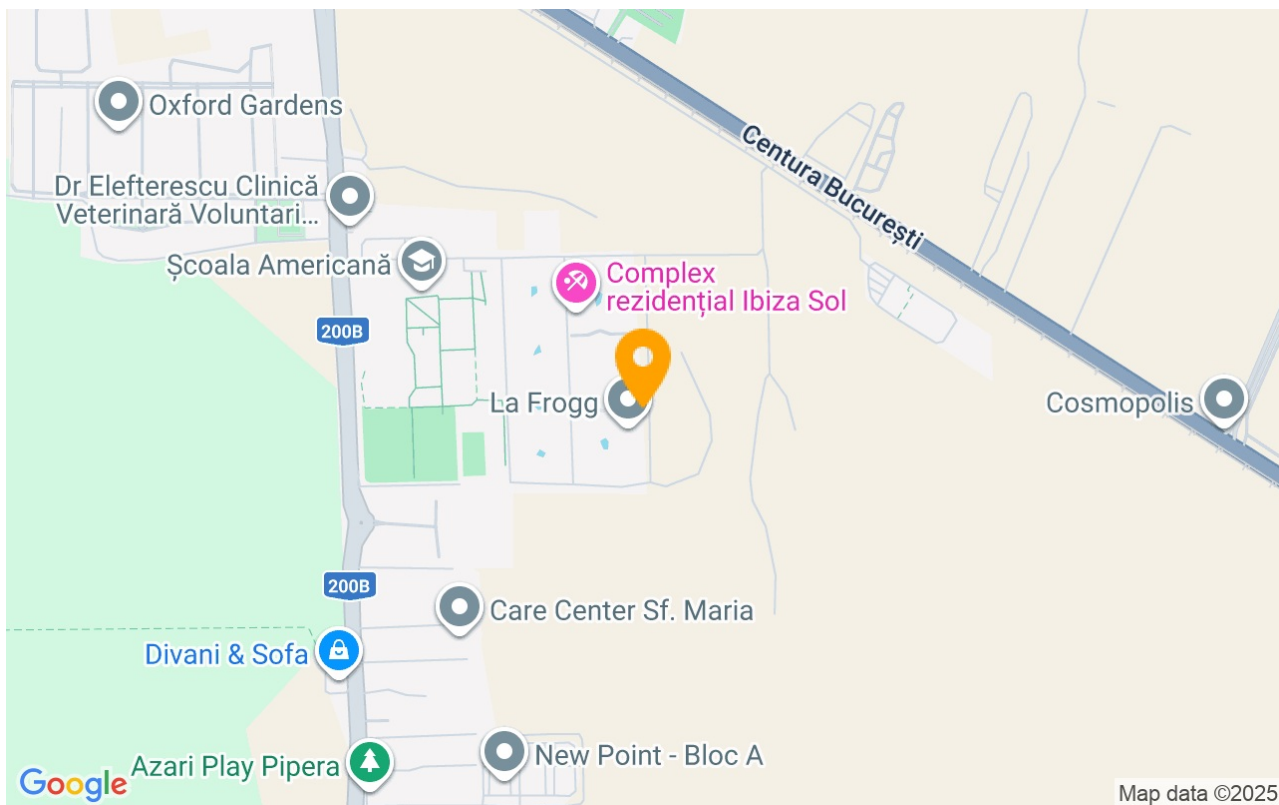 Oxford Gardens
Centura București
Dr Elefterescu Clinică
Veterinară Voluntari...
Școala Americană
Complex
rezidențial Ibiza Sol
200B
La Frogg
Cosmopolis
200B
Care Center Sf. Maria
Divani & Sofa
New Point - Bloc A
Azari Play Pipera
Google
Map data ©2025